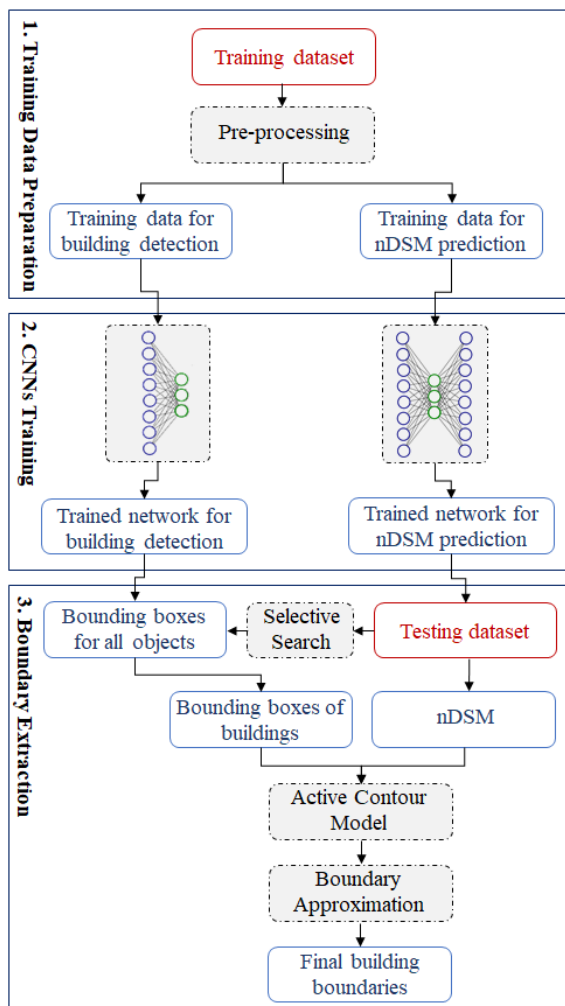 1. Training Data Preparation
Training dataset
Pre-processing
Training data for
building detection
Training data for
nDSM prediction
2. CNNs Training
Trained network for
building detection
Trained network for
nDSM prediction
3. Boundary Extraction
Bounding boxes
for all objects
Selective
Search
Testing dataset
Bounding boxes of
buildings
nDSM
Active Contour
Model
Boundary
Approximation
Final building
boundaries